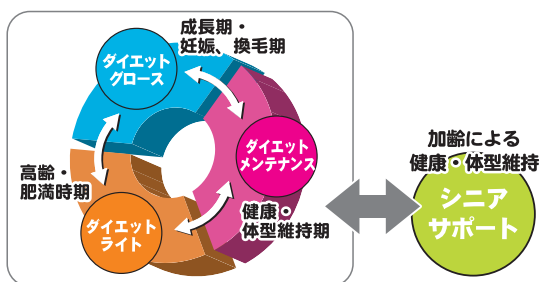 成長期・
妊娠、換毛期
ダイエット
グロース
ダイエット
メンテナンス
高齢・
肥満時期
ダイエット
ライト
健康・
体型維持期
加齢による
健康・体型維持
シニア
サポート